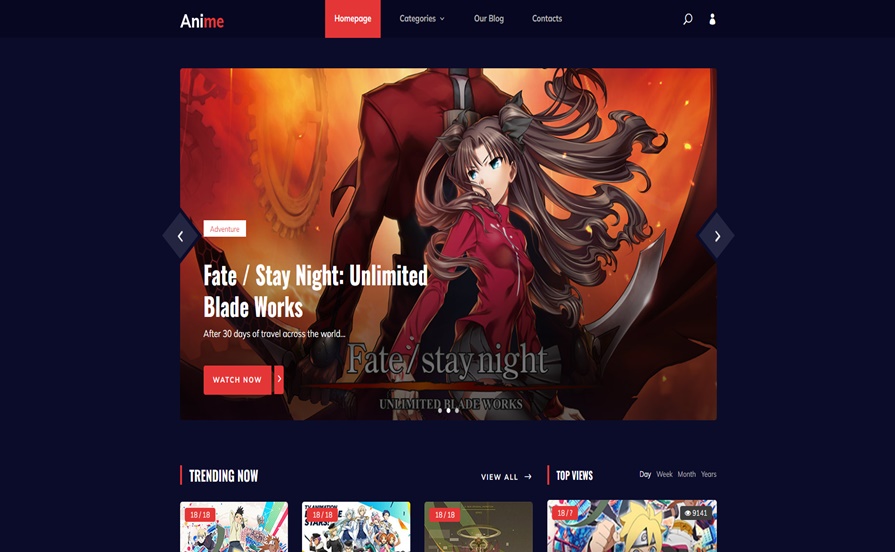 Anime
Homepage
Categories
Our Blog
Contacts
Adventure
Fate / Stay Night: Unlimited
Blade Works
After 30 days of travel across the world...
WATCH NOW
Fate/stay night
UNLIMITED BLADE WORKS
TRENDING NOW
VIEW ALL
TOP VIEWS
Day Week Month Years
18 / 18
18 / 18
STARS!
18 / 18
18 / ?
9141